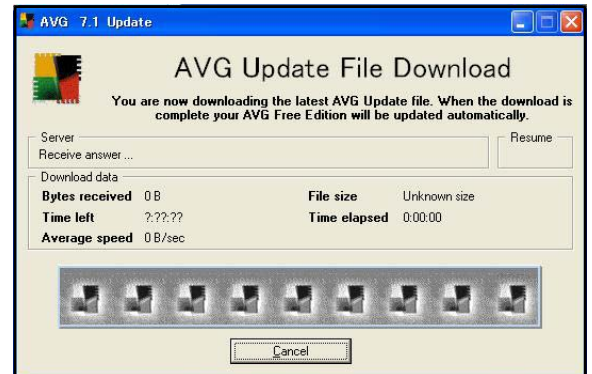 AVG 7.1 Update
AVG Update File Download
You are now downloading the latest AVG Update file. When the download is
complete your AVG Free Edition will be updated automatically.
Server
Resume
Receive answer ...
Download data
Bytes received 0 B File size Unknown size
Time left ?:??:?? Time elapsed 0:00:00
Average speed 0 B/sec
Cancel